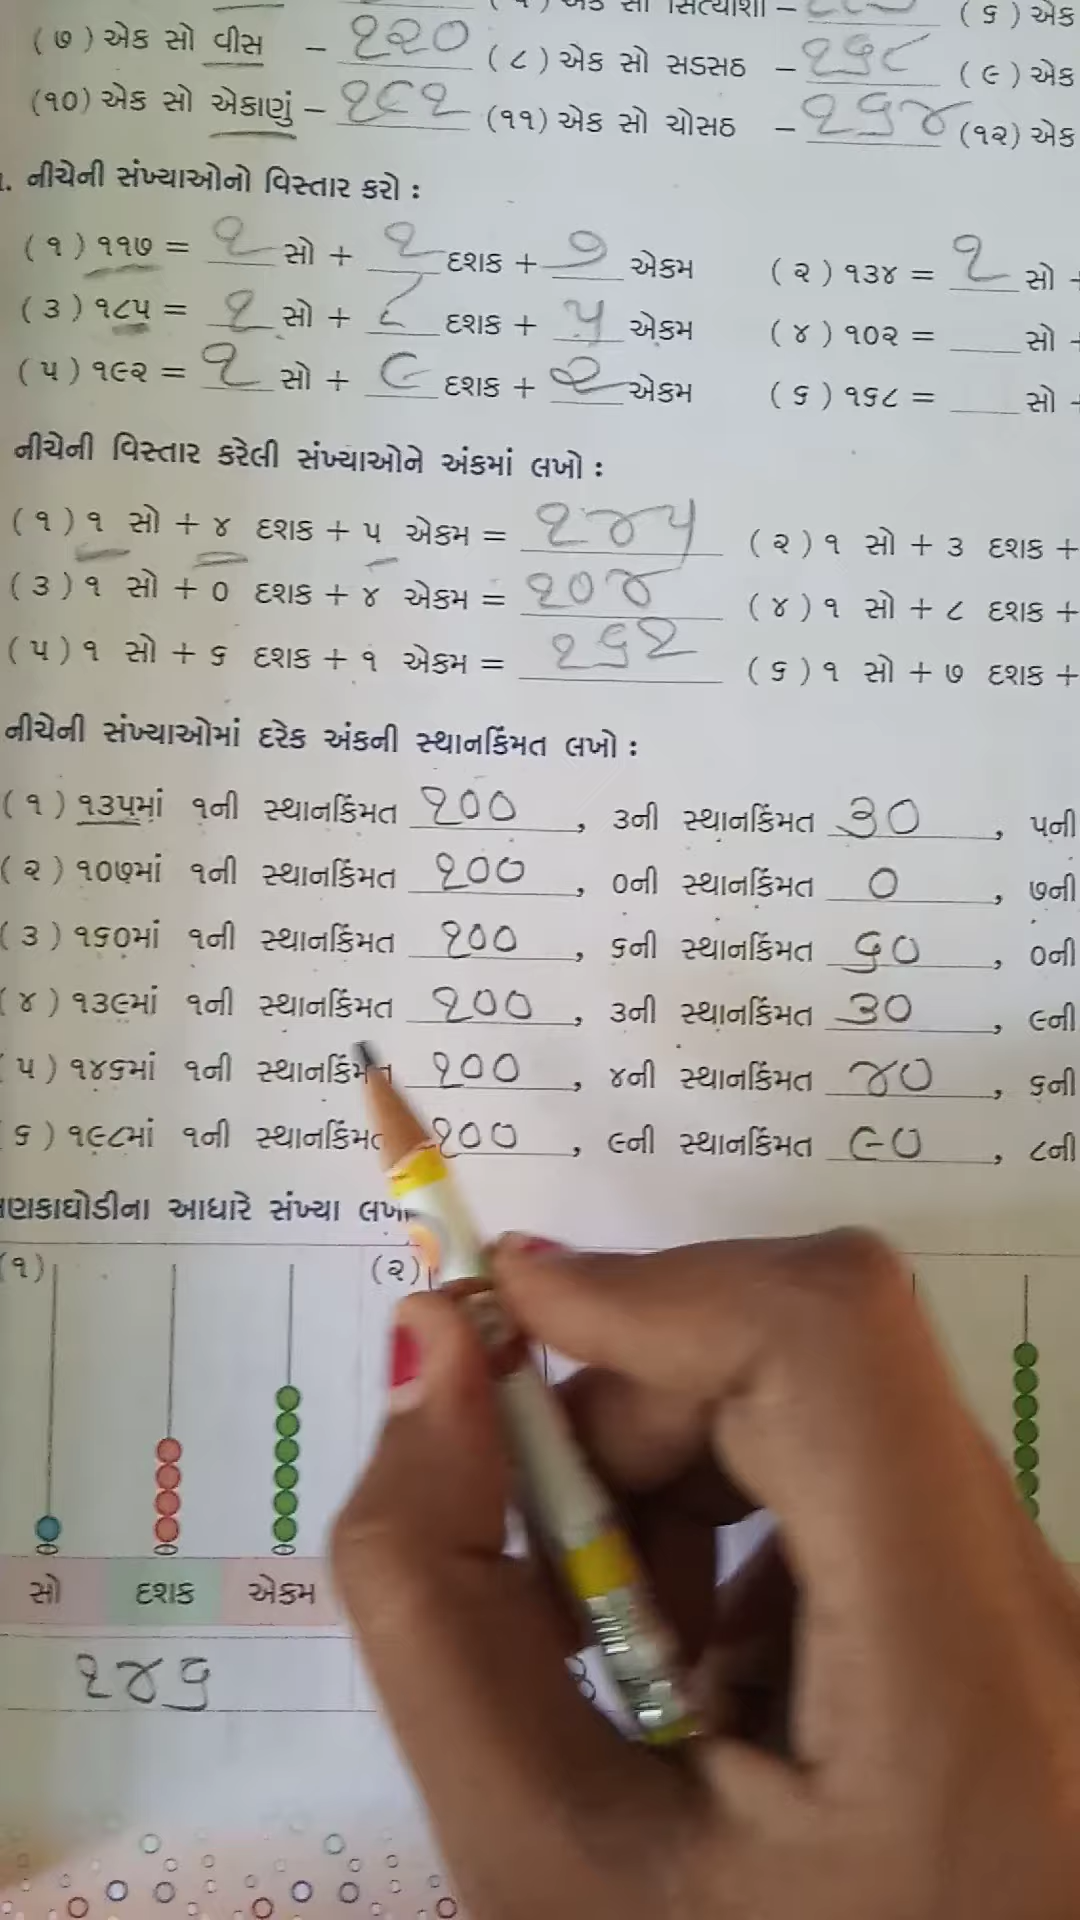 (૭) એક સો વીસ – ૧૨૦ (૮) એક સો સડસઠ – ૧૬૮ (૯) એક
(૧૦) એક સો એકાણું – ૧૯૧ (૧૧) એક સો ચોસઠ – ૧૬૪ (૧૨) એક
નીચેની સંખ્યાઓનો વિસ્તાર કરો :
(૧) ૧૧૭ = ૧ સો + ૧ દશક + ૭ એકમ (૨) ૧૩૪ = ૧ સો +
(૩) ૧૮૫ = ૧ સો + ૮ દશક + ૫ એકમ (૪) ૧૦૨ = ___ સો +
(૫) ૧૯૨ = ૧ સો + ૯ દશક + ૨ એકમ (૬) ૧૬૮ = ___ સો +
નીચેની વિસ્તાર કરેલી સંખ્યાઓને અંકમાં લખો :
(૧) ૧ સો + ૪ દશક + ૫ એકમ = ૧૪૫ (૨) ૧ સો + ૩ દશક +
(૩) ૧ સો + ૦ દશક + ૪ એકમ = ૧૦૪ (૪) ૧ સો + ૮ દશક +
(૫) ૧ સો + ૬ દશક + ૧ એકમ = ૧૬૧ (૬) ૧ સો + ૭ દશક +
નીચેની સંખ્યાઓમાં દરેક અંકની સ્થાનકિંમત લખો :
(૧) ૧૩૫માં ૧ની સ્થાનકિંમત ૧૦૦, ૩ની સ્થાનકિંમત ૩૦, ૫ની
(૨) ૧૦૭માં ૧ની સ્થાનકિંમત ૧૦૦, ૦ની સ્થાનકિંમત ૦, ૭ની
(૩) ૧૬૦માં ૧ની સ્થાનકિંમત ૧૦૦, ૬ની સ્થાનકિંમત ૬૦, ૦ની
(૪) ૧૩૯માં ૧ની સ્થાનકિંમત ૧૦૦, ૩ની સ્થાનકિંમત ૩૦, ૯ની
૫) ૧૪૬માં ૧ની સ્થાનકિંમત ૧૦૦, ૪ની સ્થાનકિંમત ૪૦, ૬ની
૬) ૧૯૮માં ૧ની સ્થાનકિંમત ૧૦૦, ૯ની સ્થાનકિંમત ૯૦, ૮ની
ણકાઘોડીના આધારે સંખ્યા લખો
(૧) (૨)
સો દશક એકમ
૧૪૬